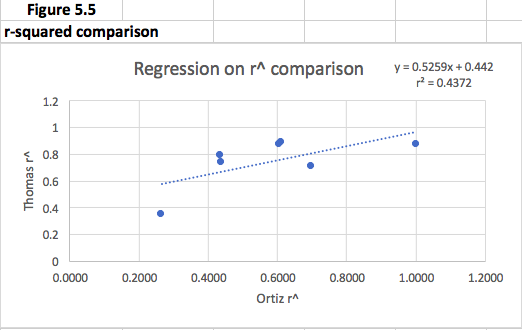 Figure 5.5
r-squared comparison
Regression on r^ comparison
y = 0.5259x + 0.442
r² = 0.4372
1.2
1
0.8
0.6
0.4
0.2
0
Thomas r^
0.0000 0.2000 0.4000 0.6000 0.8000 1.0000 1.2000
Ortiz r^